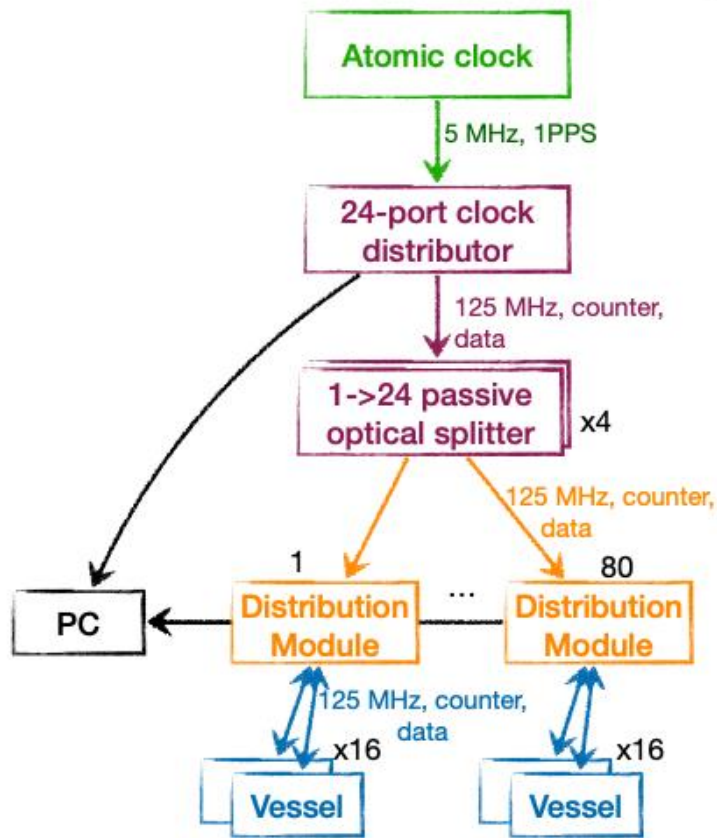 Atomic clock
5 MHz, 1PPS
24-port clock
distributor
125 MHz, counter,
data
1->24 passive
optical splitter
x4
125 MHz, counter,
data
1
...
80
PC
Distribution
Module
Distribution
Module
125 MHz, counter,
data
x16
x16
Vessel
Vessel